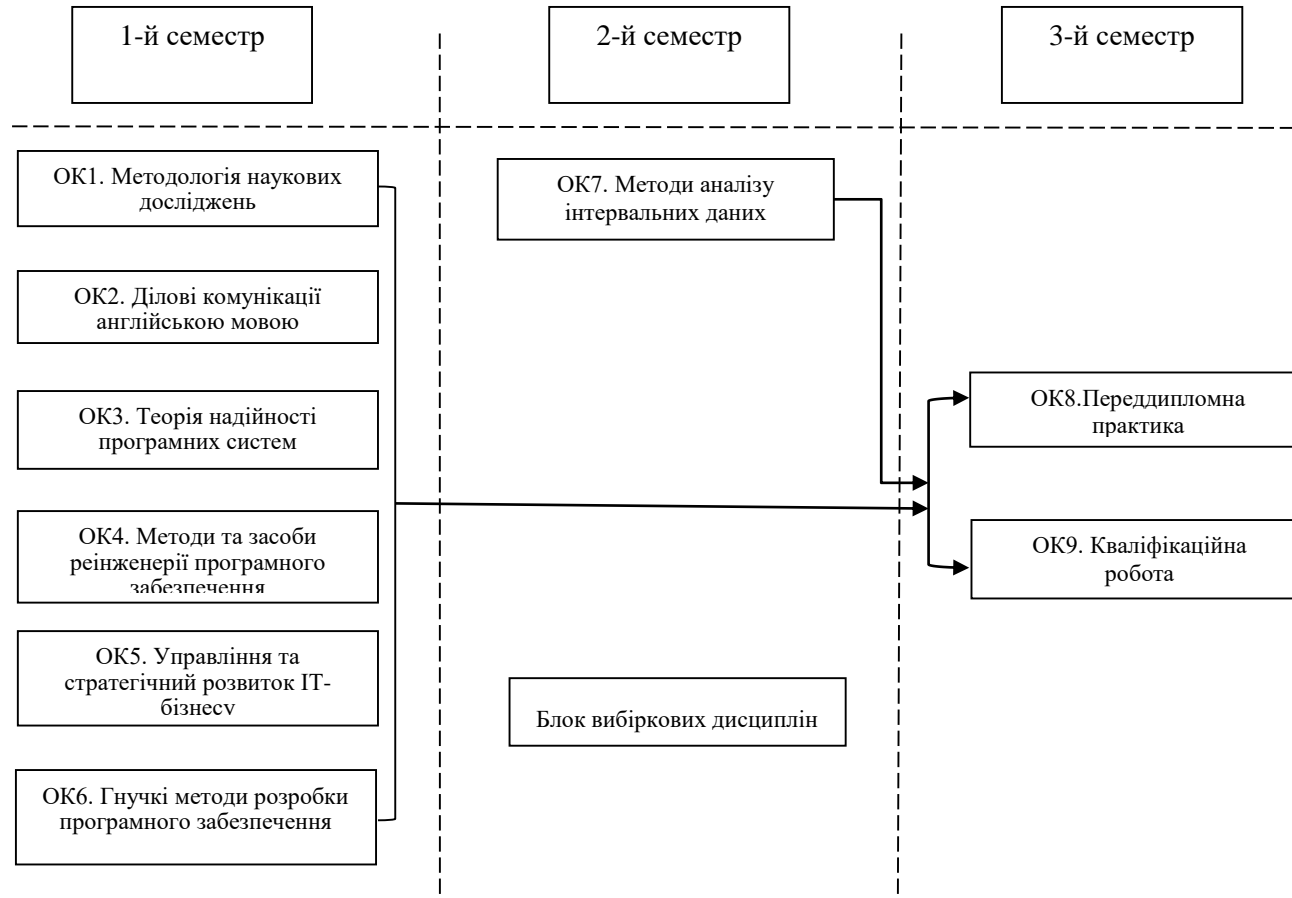 1-й семестр
2-й семестр
3-й семестр
ОК1. Методологія наукових
досліджень
ОК2. Ділові комунікації
англійською мовою
ОК3. Теорія надійності
програмних систем
ОК4. Методи та засоби
реінженерії програмного
забезпечення
ОК5. Управління та
стратегічний розвиток ІТ-
бізнесу
ОК6. Гнучкі методи розробки
програмного забезпечення
ОК7. Методи аналізу
інтервальних даних
Блок вибіркових дисциплін
ОК8.Переддипломна
практика
ОК9. Кваліфікаційна
робота